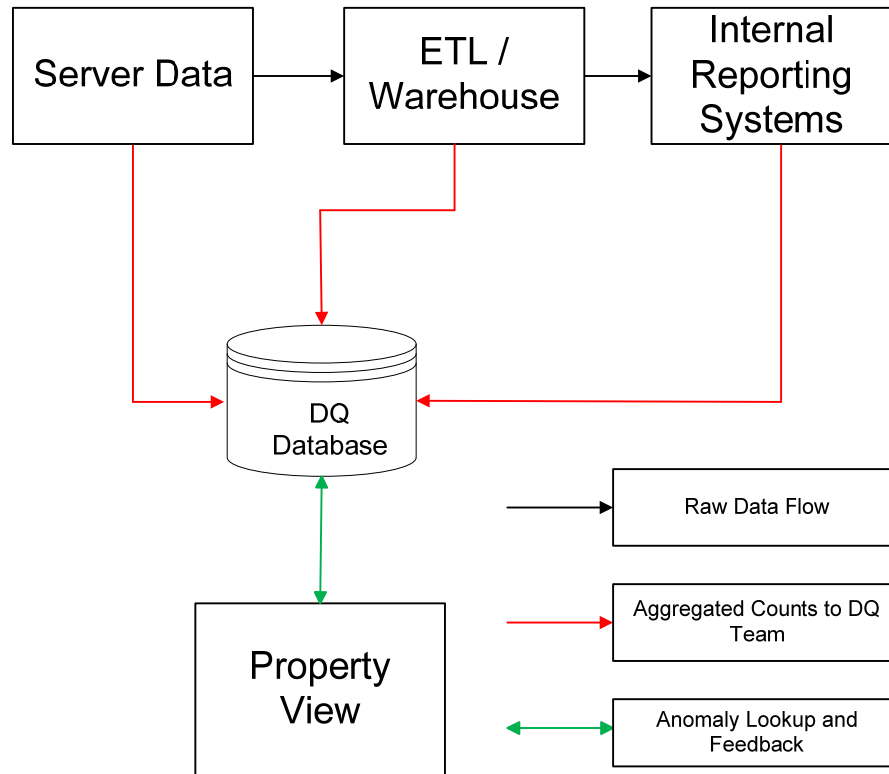 Server Data
ETL /
Warehouse
Internal
Reporting
Systems
DQ
Database
Property
View
Raw Data Flow
Aggregated Counts to DQ
Team
Anomaly Lookup and
Feedback